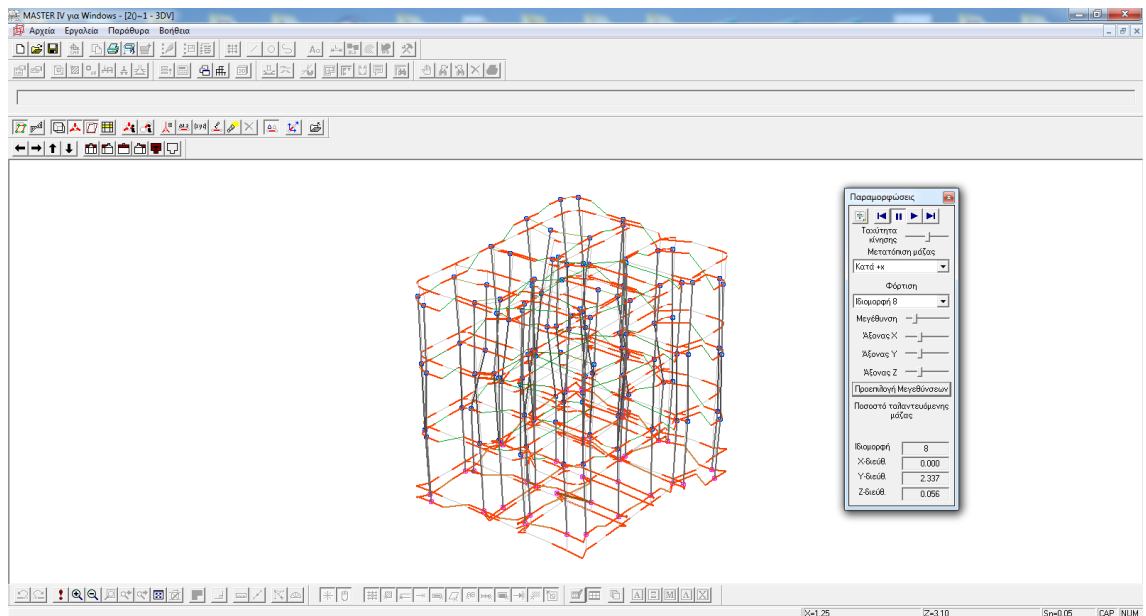 MASTER IV για Windows - [20-1 - 3DV]
Αρχεία Εργαλεία Παράθυρα Βοήθεια
Παραμορφώσεις
Ταχύτητα
κίνησης
Μετατόπιση μάζας
Κατά +x
Φόρτιση
Ιδιομορφή 8
Μεγέθυνση
Άξονας X
Άξονας Y
Άξονας Z
Προεπιλογή Μεγεθύνσεων
Ποσοστό ταλαντευόμενης
μάζας
Ιδιομορφή 8
X-διεύθ. 0.000
Y-διεύθ. 2.337
Z-διεύθ. 0.056
X=1.25 Z=3.10 Sn=0.05 CAP NUM